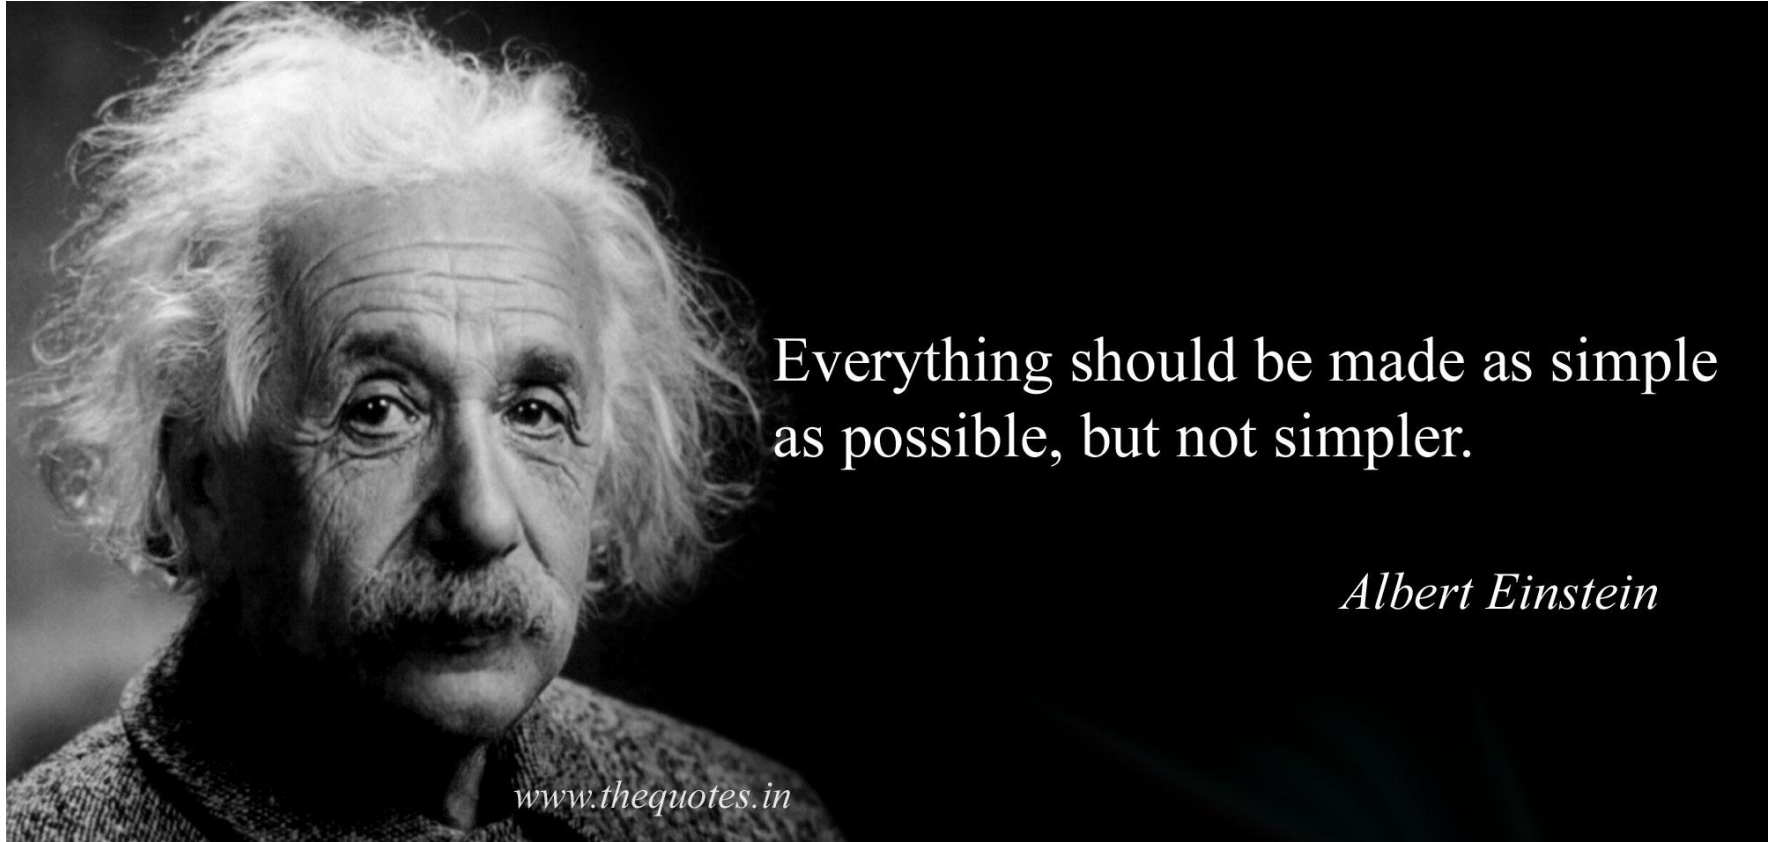 Everything should be made as simple
as possible, but not simpler.
Albert Einstein
www.thequotes.in